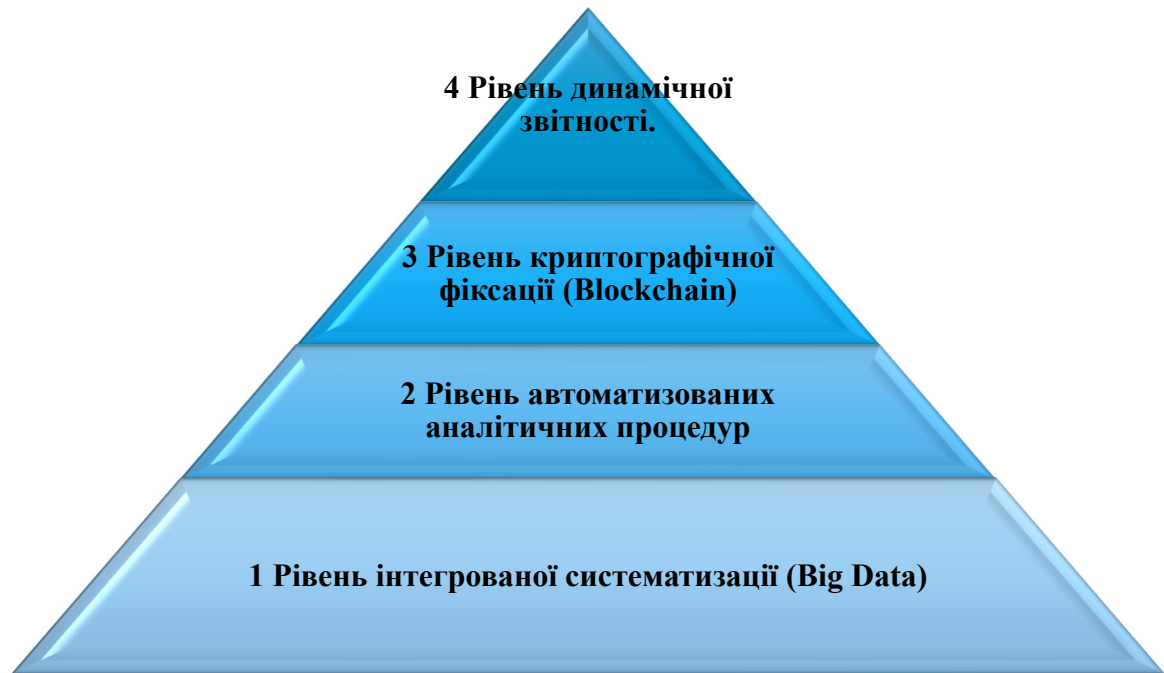 4 Рівень динамічної
звітності.
3 Рівень криптографічної
фіксації (Blockchain)
2 Рівень автоматизованих
аналітичних процедур
1 Рівень інтегрованої систематизації (Big Data)